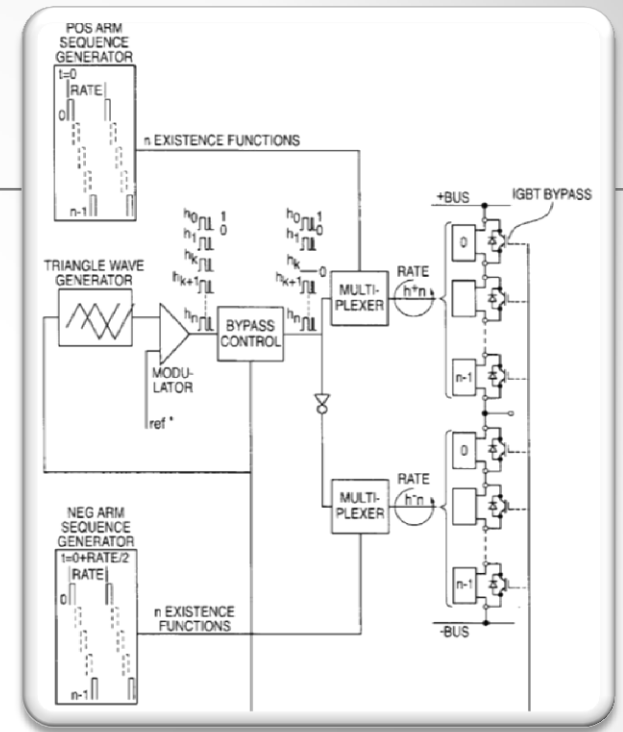 POS ARM
SEQUENCE
GENERATOR
t=0
RATE
0
n-1
n EXISTENCE FUNCTIONS
TRIANGLE WAVE
GENERATOR
MODU-
LATOR
ref *
h0 1
0
h1
hk
hk+1
hn
BYPASS
CONTROL
h0 1
h1 0
hk 0
hk+1
hn
MULTI-
PLEXER
RATE
h+n
+BUS
IGBT BYPASS
0
n-1
0
n-1
-BUS
MULTI-
PLEXER
RATE
h-n
NEG ARM
SEQUENCE
GENERATOR
t=0+RATE/2
RATE
0
n-1
n EXISTENCE
FUNCTIONS